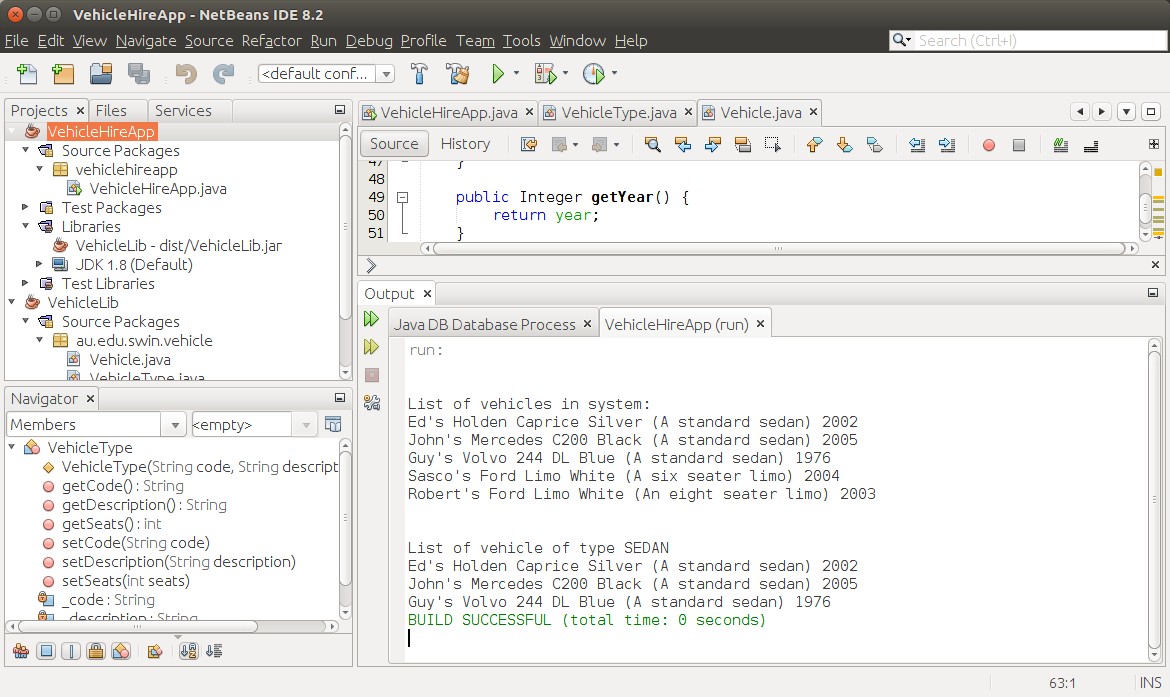 VehicleHireApp - NetBeans IDE 8.2
File Edit View Navigate Source Refactor Run Debug Profile Team Tools Window Help
Search (Ctrl+I)
<default conf...
Projects Files Services
VehicleHireApp
Source Packages
vehiclehireapp
VehicleHireApp.java
Test Packages
Libraries
VehicleLib - dist/VehicleLib.jar
JDK 1.8 (Default)
Test Libraries
VehicleLib
Source Packages
au.edu.swin.vehicle
Vehicle.java
VehicleType.java
Navigator
Members
<empty>
VehicleType
VehicleType(String code, String descript
getCode() : String
getDescription() : String
getSeats() : int
setCode(String code)
setDescription(String description)
setSeats(int seats)
_code : String
_description : String
VehicleHireApp.java VehicleType.java Vehicle.java
Source History
47 }
48
49 public Integer getYear() {
50 return year;
51 }
Output
Java DB Database Process VehicleHireApp (run)
run:
List of vehicles in system:
Ed's Holden Caprice Silver (A standard sedan) 2002
John's Mercedes C200 Black (A standard sedan) 2005
Guy's Volvo 244 DL Blue (A standard sedan) 1976
Sasco's Ford Limo White (A six seater limo) 2004
Robert's Ford Limo White (An eight seater limo) 2003
List of vehicle of type SEDAN
Ed's Holden Caprice Silver (A standard sedan) 2002
John's Mercedes C200 Black (A standard sedan) 2005
Guy's Volvo 244 DL Blue (A standard sedan) 1976
BUILD SUCCESSFUL (total time: 0 seconds)
63:1 INS